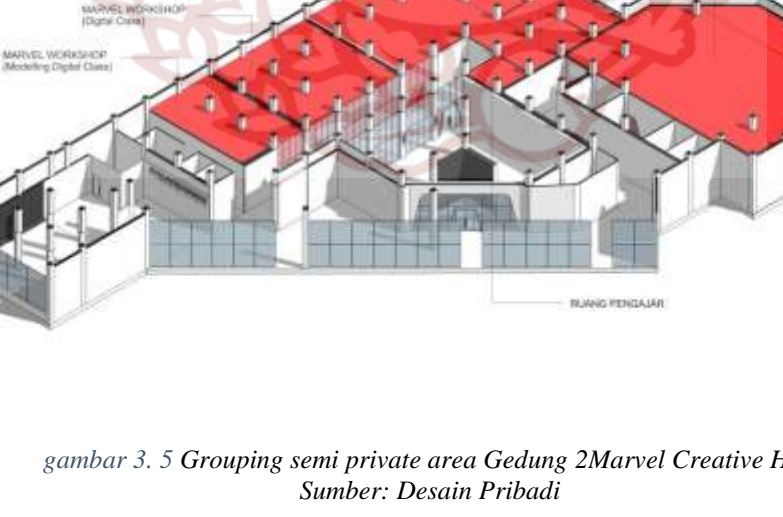 MARVEL WORKSHOP
(Digital Class)
MARVEL WORKSHOP
(Modelling Digital Class)
RUANG PENGAJAR
gambar 3. 5 Grouping semi private area Gedung 2Marvel Creative H
Sumber: Desain Pribadi